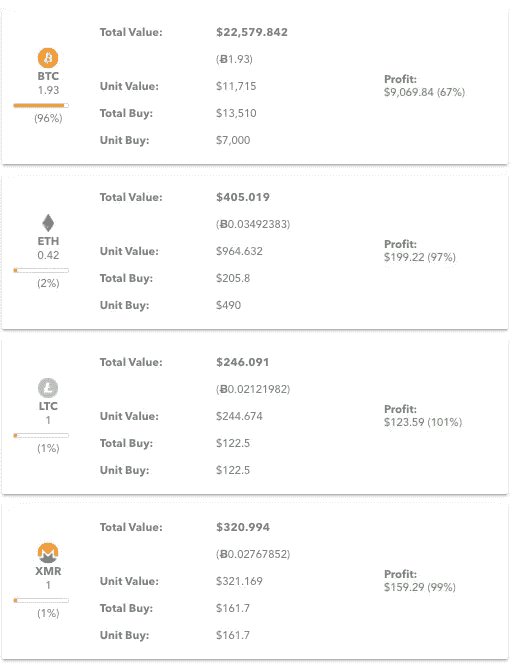 Total Value: $22,579.842
(Ƀ1.93)
BTC
1.93
(96%)
Unit Value: $11,715
Total Buy: $13,510
Unit Buy: $7,000
Profit:
$9,069.84 (67%)
Total Value: $405.019
(Ƀ0.03492383)
ETH
0.42
(2%)
Unit Value: $964.632
Total Buy: $205.8
Unit Buy: $490
Profit:
$199.22 (97%)
Total Value: $246.091
(Ƀ0.02121982)
LTC
1
(1%)
Unit Value: $244.674
Total Buy: $122.5
Unit Buy: $122.5
Profit:
$123.59 (101%)
Total Value: $320.994
(Ƀ0.02767852)
XMR
1
(1%)
Unit Value: $321.169
Total Buy: $161.7
Unit Buy: $161.7
Profit:
$159.29 (99%)